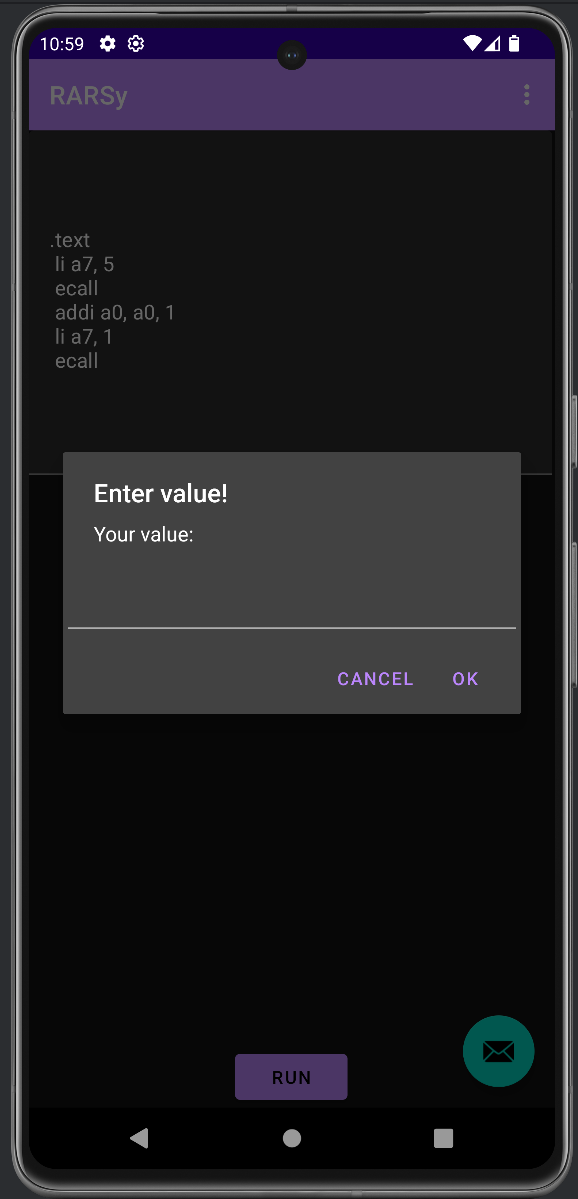 10:59
RARSy
.text
li a7, 5
ecall
addi a0, a0, 1
li a7, 1
ecall
Enter value!
Your value:
CANCEL OK
RUN